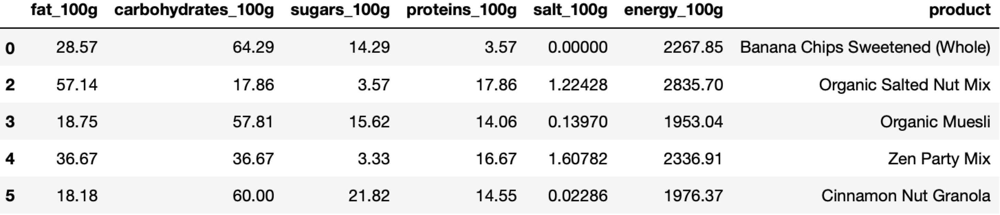 fat_100g carbohydrates_100g sugars_100g proteins_100g salt_100g energy_100g product
0 28.57 64.29 14.29 3.57 0.00000 2267.85 Banana Chips Sweetened (Whole)
2 57.14 17.86 3.57 17.86 1.22428 2835.70 Organic Salted Nut Mix
3 18.75 57.81 15.62 14.06 0.13970 1953.04 Organic Muesli
4 36.67 36.67 3.33 16.67 1.60782 2336.91 Zen Party Mix
5 18.18 60.00 21.82 14.55 0.02286 1976.37 Cinnamon Nut Granola